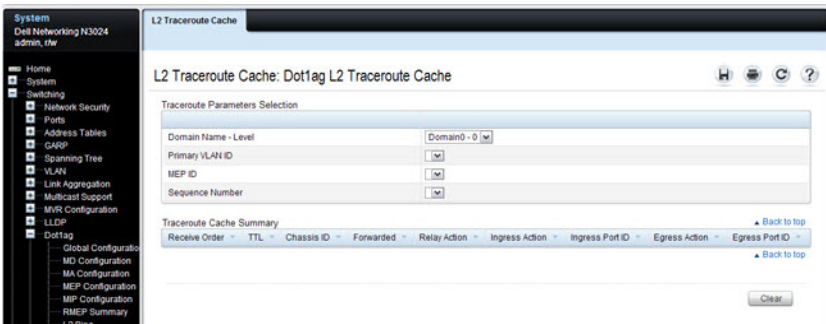 System
Dell Networking N3024
admin, r/w
Home
System
Switching
Network Security
Ports
Address Tables
GARP
Spanning Tree
VLAN
Link Aggregation
Multicast Support
MVR Configuration
LLDP
Dot1ag
Global Configuratio
MD Configuration
MA Configuration
MEP Configuration
MIP Configuration
RMEP Summary
L2 Ping
L2 Traceroute Cache
L2 Traceroute Cache: Dot1ag L2 Traceroute Cache
Traceroute Parameters Selection
Domain Name - Level Domain0 - 0
Primary VLAN ID
MEP ID
Sequence Number
Traceroute Cache Summary Back to top
Receive Order TTL Chassis ID Forwarded Relay Action Ingress Action Ingress Port ID Egress Action Egress Port ID
Back to top
Clear